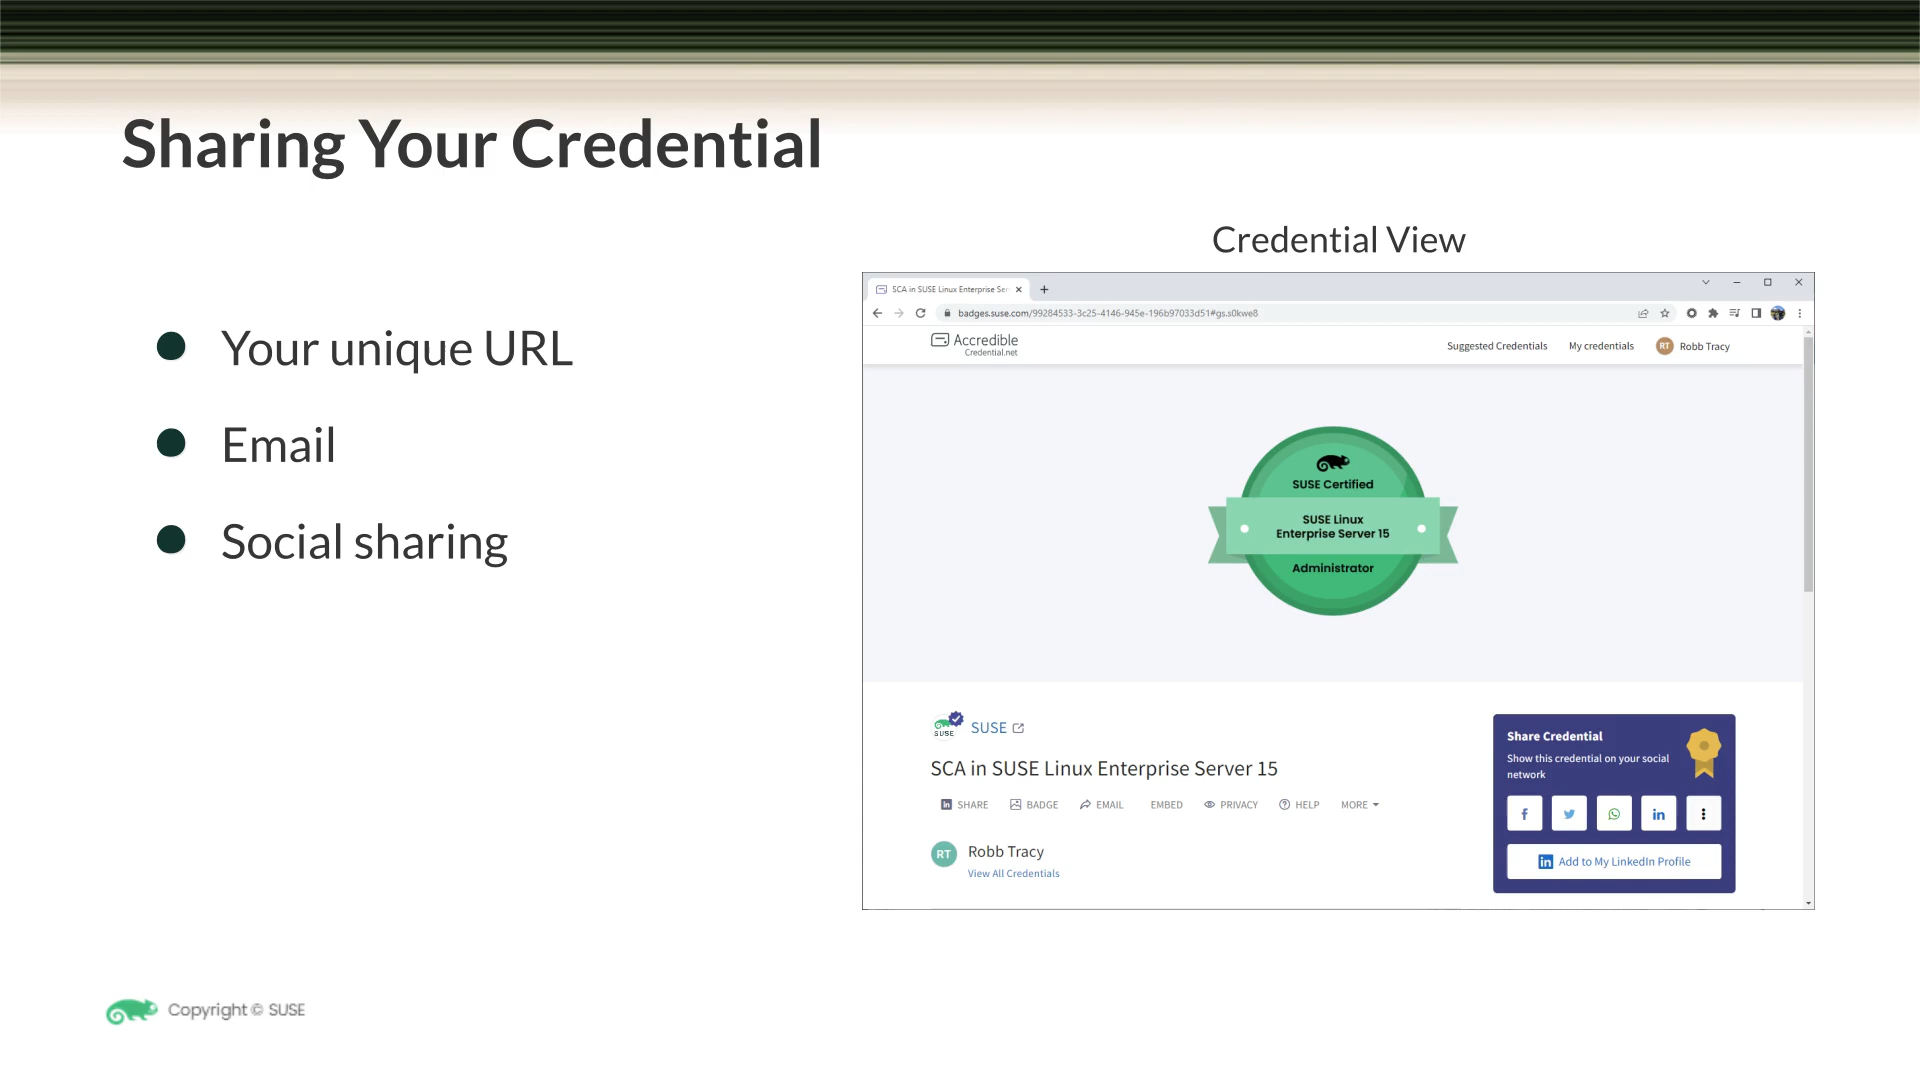 Sharing Your Credential
Your unique URL
Email
Social sharing
Credential View
SCA in SUSE Linux Enterprise Ser
badges.suse.com/99284533-3c25-4146-945e-196b97033d51#gs.s0kwe8
Accredible
Credential.net
Suggested Credentials
My credentials
RT
Robb Tracy
SUSE Certified
SUSE Linux
Enterprise Server 15
Administrator
SUSE
SUSE
SCA in SUSE Linux Enterprise Server 15
SHARE
BADGE
EMAIL
EMBED
PRIVACY
HELP
MORE
RT
Robb Tracy
View All Credentials
Share Credential
Show this credential on your social
network
Add to My LinkedIn Profile
Copyright © SUSE